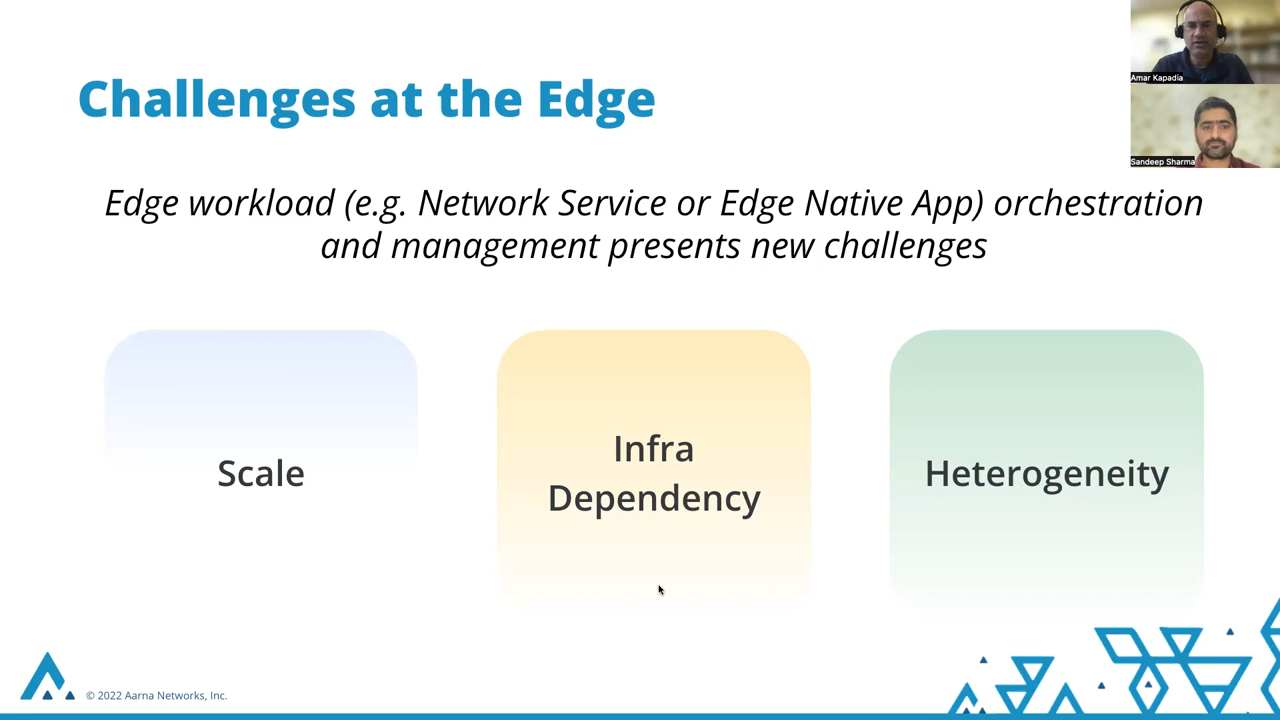 Challenges at the Edge
Amar Kapadia
Sandeep Sharma
Edge workload (e.g. Network Service or Edge Native App) orchestration
and management presents new challenges
Scale
Infra
Dependency
Heterogeneity
© 2022 Aarna Networks, Inc.